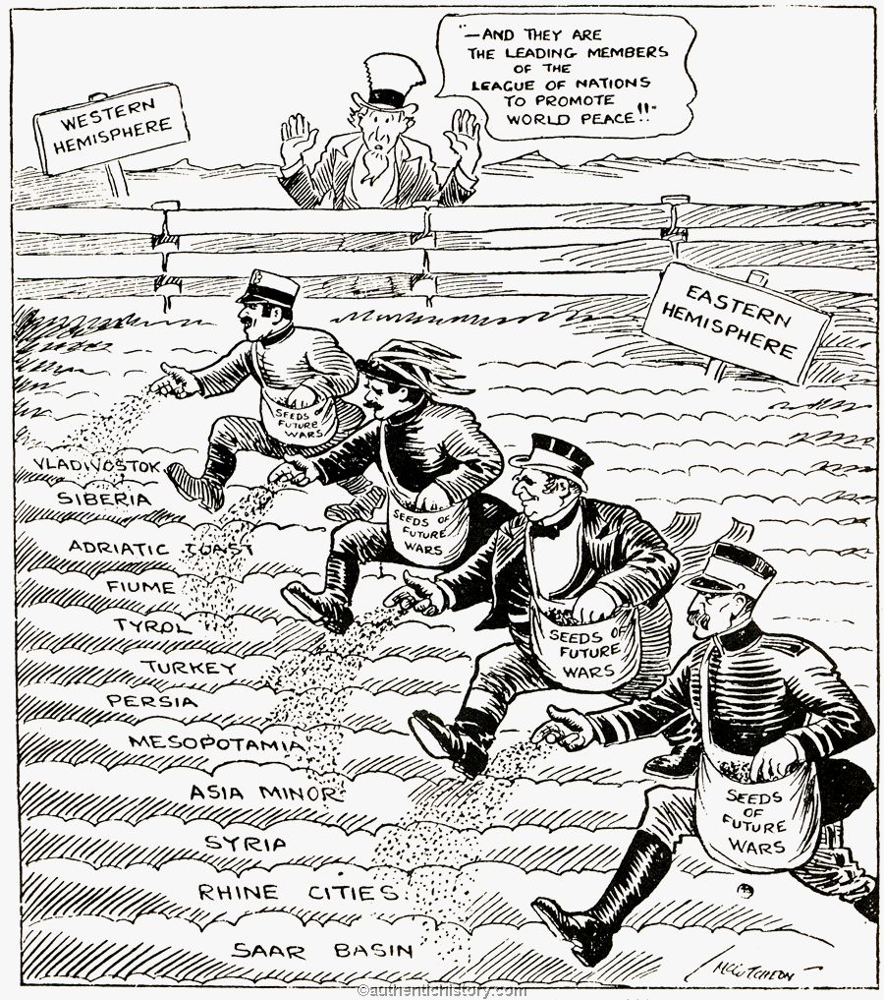 WESTERN
HEMISPHERE
"—AND THEY ARE
THE LEADING MEMBERS
OF THE
LEAGUE OF NATIONS
TO PROMOTE
WORLD PEACE!!"
EASTERN
HEMISPHERE
SEEDS OF
FUTURE
WARS
SEEDS OF
FUTURE
WARS
SEEDS OF
FUTURE
WARS
SEEDS
OF
FUTURE
WARS
VLADIVOSTOK
SIBERIA
ADRIATIC COAST
FIUME
TYROL
TURKEY
PERSIA
MESOPOTAMIA
ASIA MINOR
SYRIA
RHINE CITIES
SAAR BASIN
McCUTCHEON
©authentichistory.com